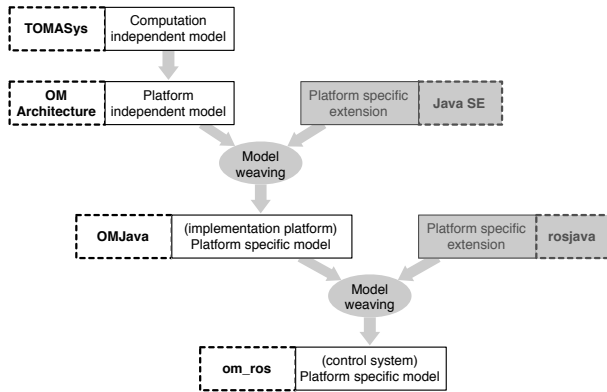 TOMASys
Computation
independent model
OM
Architecture
Platform
independent model
Platform specific
extension
Java SE
Model
weaving
OMJava
(implementation platform)
Platform specific model
Platform specific
extension
rosjava
Model
weaving
om_ros
(control system)
Platform specific model